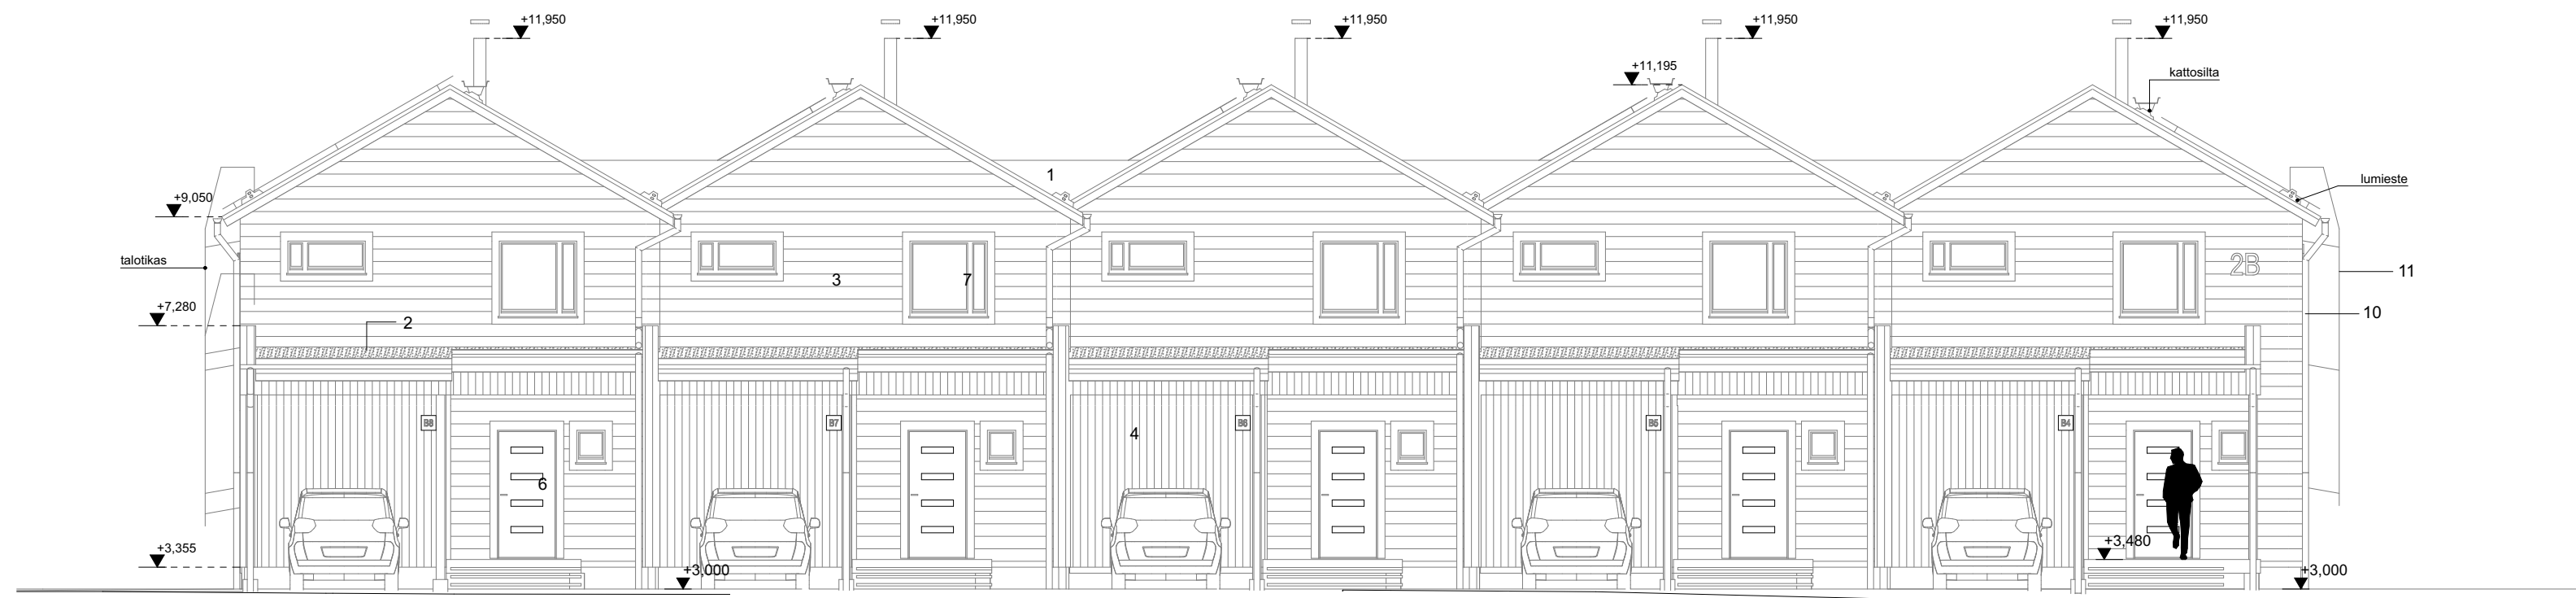 +11,950
+11,950
+11,950
+11,950
+11,950
+11,195
kattosilta
1
lumieste
+9,050
talotikas
3
7
2B
11
+7,280
2
10
B8
B7
B6
B5
B4
4
6
+3,355
+3,480
+3,000
+3,000